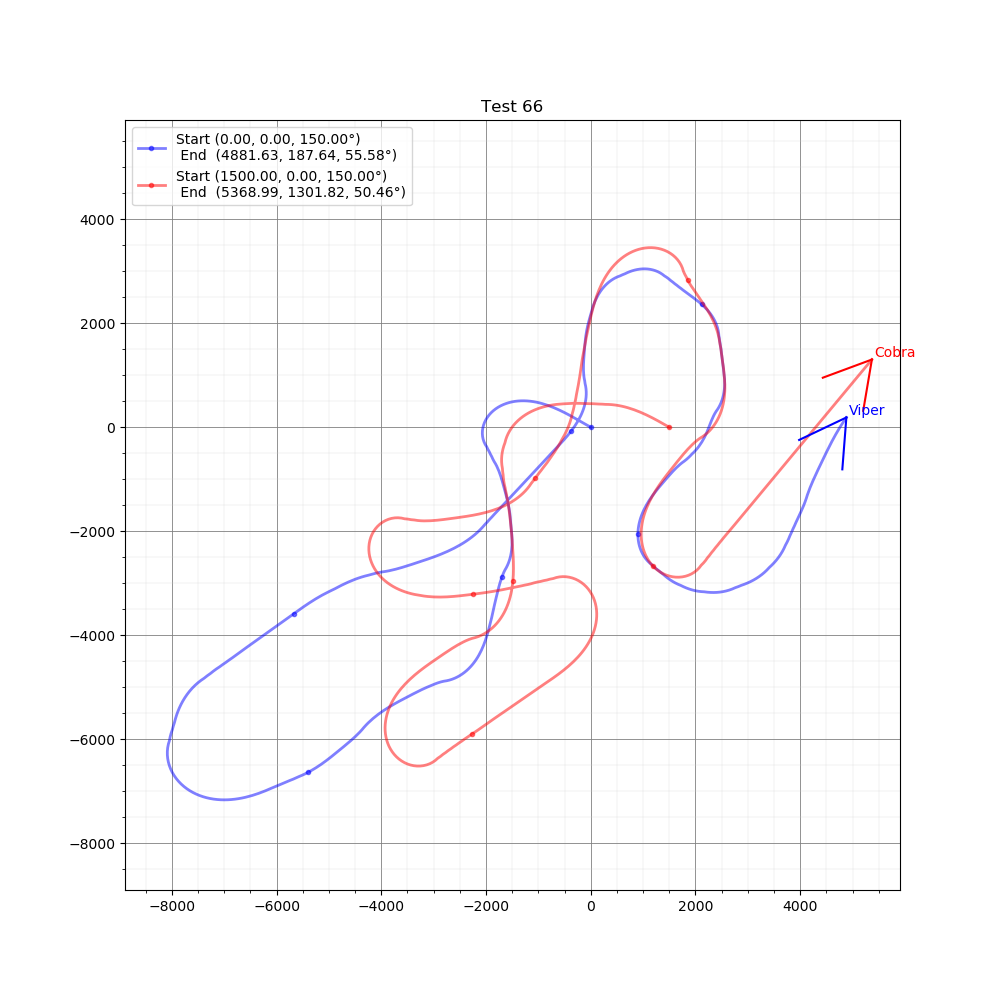 Test 66
Start (0.00, 0.00, 150.00°)
End  (4881.63, 187.64, 55.58°)
Start (1500.00, 0.00, 150.00°)
End  (5368.99, 1301.82, 50.46°)
4000
2000
0
−2000
−4000
−6000
−8000
Cobra
Viper
−8000 −6000 −4000 −2000 0 2000 4000